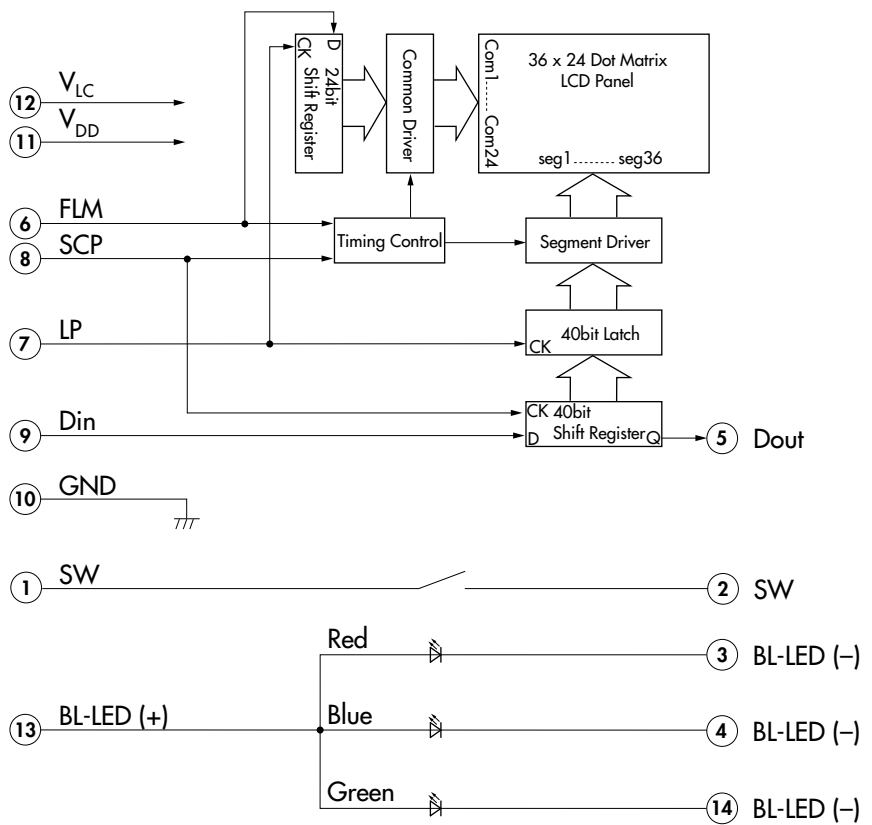 CK D
24bit
Shift Register
Common Driver
Com1........Com24
36 x 24 Dot Matrix
LCD Panel
seg1........ seg36
12 VLC
11 VDD
6 FLM
Timing Control
Segment Driver
8 SCP
7 LP
40bit Latch
CK
CK 40bit
Shift Register
D
Q
9 Din
5 Dout
10 GND
1 SW
2 SW
Red
3 BL-LED (–)
13 BL-LED (+)
Blue
4 BL-LED (–)
Green
14 BL-LED (–)